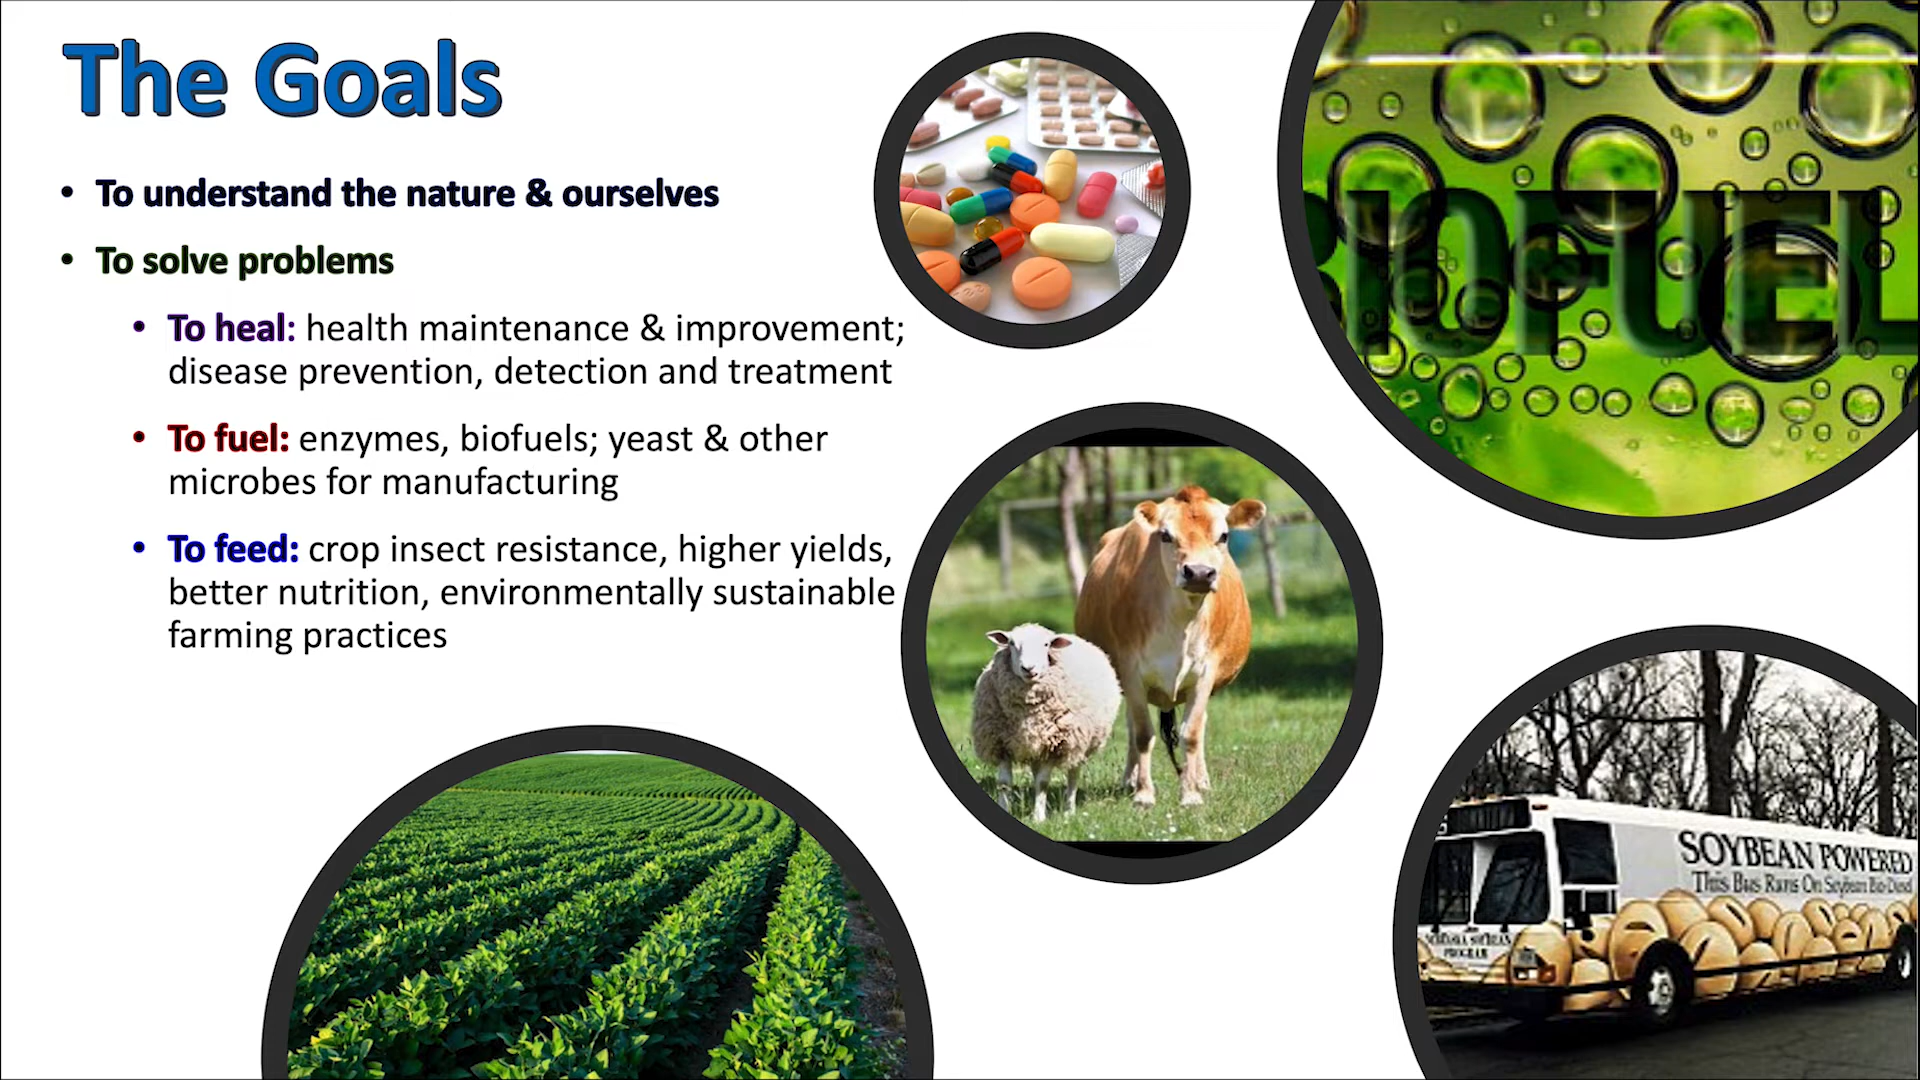 The Goals
• To understand the nature & ourselves
• To solve problems
• To heal: health maintenance & improvement;
disease prevention, detection and treatment
• To fuel: enzymes, biofuels; yeast & other
microbes for manufacturing
• To feed: crop insect resistance, higher yields,
better nutrition, environmentally sustainable
farming practices
BIOFUEL
SOYBEAN POWERED
This Bus Runs On Soybean Bio-Diesel
SOYBEAN
PROGRAM